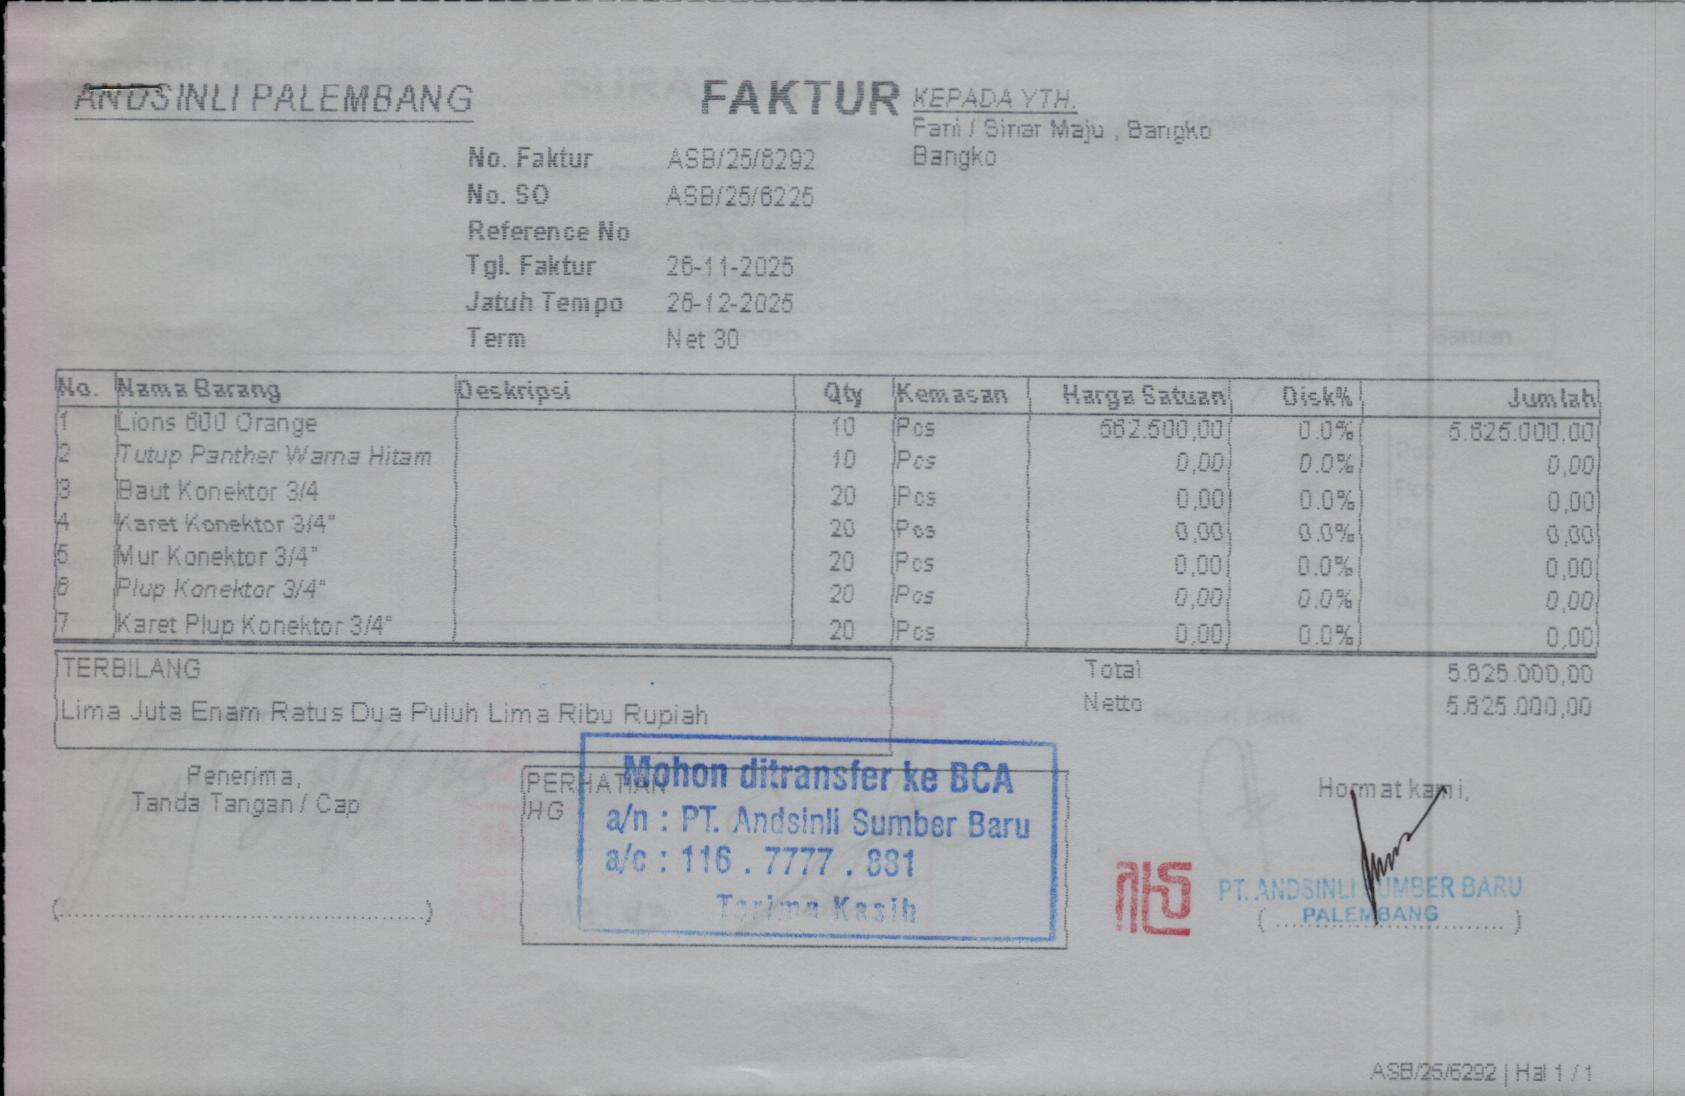 ANDSINLI PALEMBANG
FAKTUR
KEPADA YTH.
Fani / Sinar Maju , Bangko
Bangko
No. Faktur ASB/25/6292
No. SO ASB/25/6225
Reference No
Tgl. Faktur 26-11-2025
Jatuh Tempo 26-12-2025
Term Net 30
No. Nama Barang Deskripsi Qty Kemasan Harga Satuan Disk% Jumlah
1 Lions 600 Orange 10 Pcs 562.500,00 0.0% 5.625.000,00
2 Tutup Panther Warna Hitam 10 Pcs 0,00 0.0% 0,00
3 Baut Konektor 3/4 20 Pcs 0,00 0.0% 0,00
4 Karet Konektor 3/4" 20 Pcs 0,00 0.0% 0,00
5 Mur Konektor 3/4" 20 Pcs 0,00 0.0% 0,00
6 Plup Konektor 3/4" 20 Pcs 0,00 0.0% 0,00
7 Karet Plup Konektor 3/4" 20 Pcs 0,00 0.0% 0,00
TERBILANG
Lima Juta Enam Ratus Dua Puluh Lima Ribu Rupiah
Total 5.625.000,00
Netto 5.625.000,00
Penerima,
Tanda Tangan / Cap
(....................................................)
PERHATIAN
HG
Mohon ditransfer ke BCA
a/n : PT. Andsinli Sumber Baru
a/c : 116 . 7777 . 881
Terima Kasih
Hormat kami,
PT. ANDSINLI SUMBER BARU
PALEMBANG
(.................................)
ASB/25/6292 | Hal 1 / 1